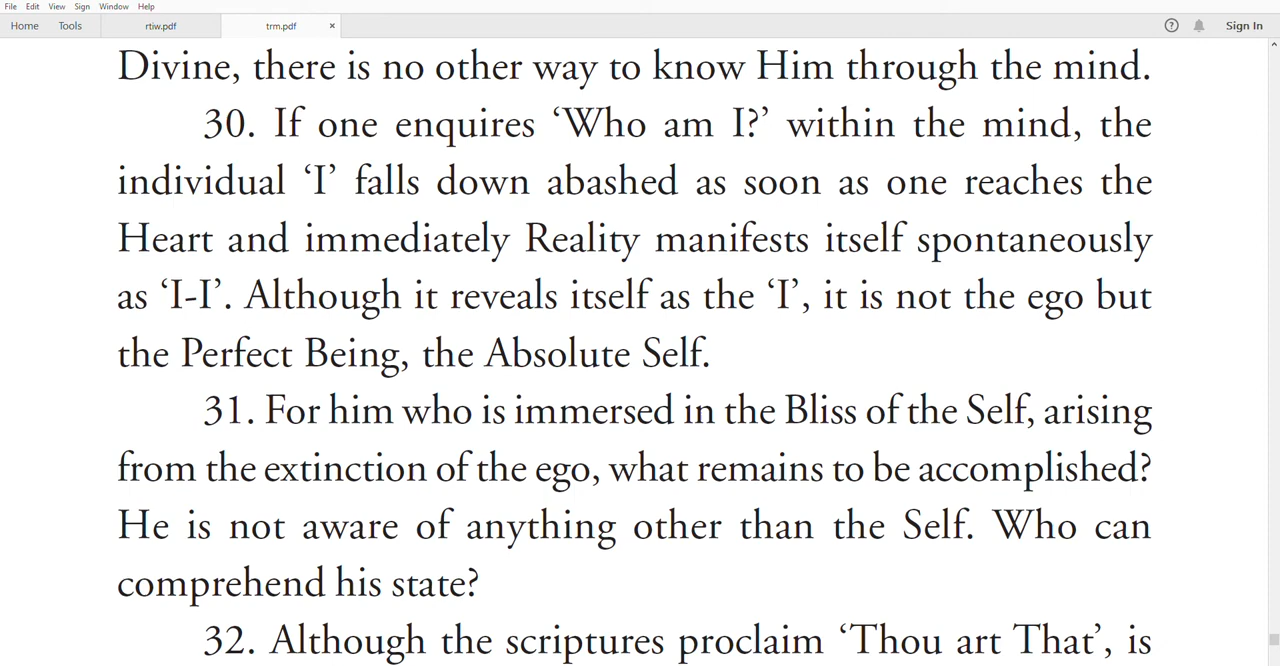 File Edit View Sign Window Help
Home Tools rtiw.pdf trm.pdf × ? Sign In
Divine, there is no other way to know Him through the mind.
30. If one enquires ‘Who am I?’ within the mind, the
individual ‘I’ falls down abashed as soon as one reaches the
Heart and immediately Reality manifests itself spontaneously
as ‘I-I’. Although it reveals itself as the ‘I’, it is not the ego but
the Perfect Being, the Absolute Self.
31. For him who is immersed in the Bliss of the Self, arising
from the extinction of the ego, what remains to be accomplished?
He is not aware of anything other than the Self. Who can
comprehend his state?
32. Although the scriptures proclaim ‘Thou art That’, is